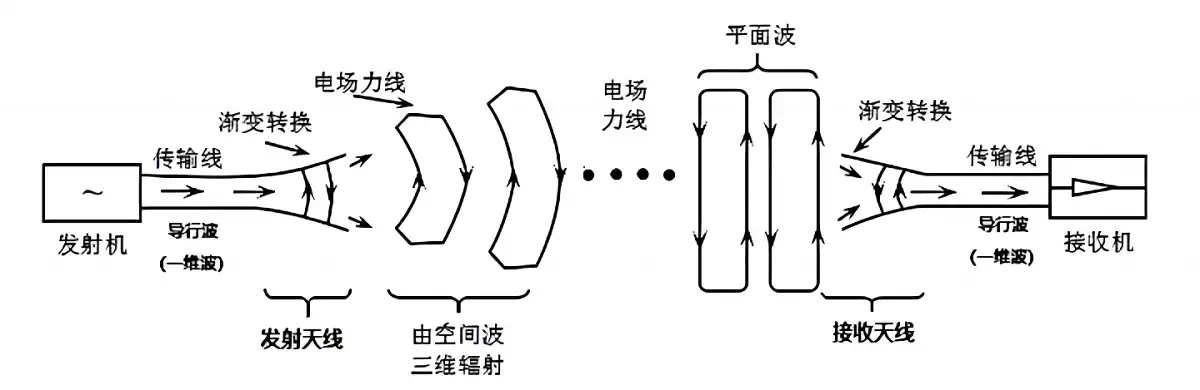 平面波
电场力线
电场
力线
渐变转换
渐变转换
传输线
传输线
~
导行波
(一维波)
导行波
(一维波)
发射机
接收机
发射天线
由空间波
三维辐射
接收天线